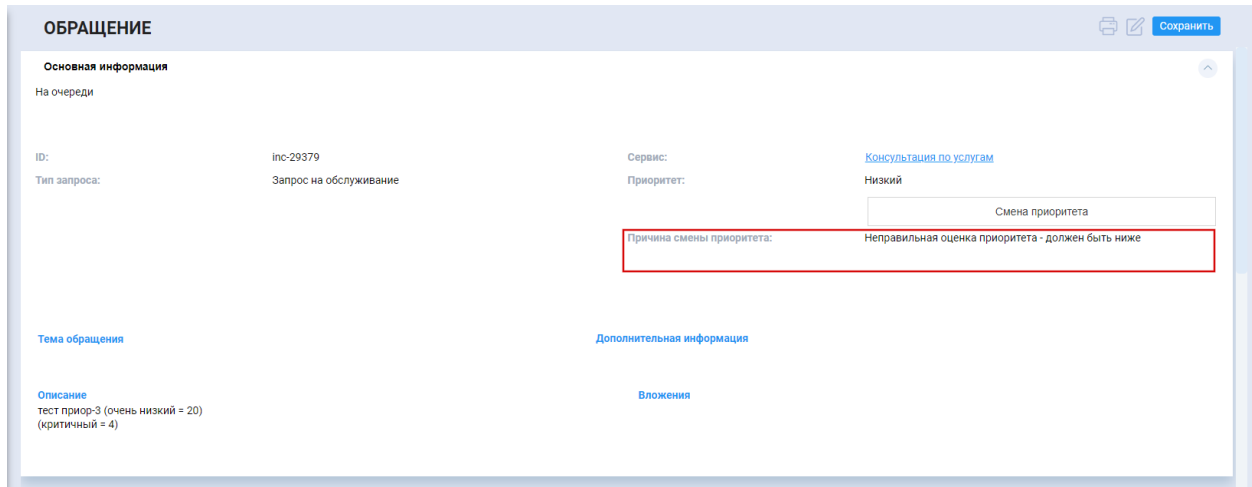 ОБРАЩЕНИЕ
Сохранить
Основная информация
На очереди
ID: inc-29379 Сервис: Консультация по услугам
Тип запроса: Запрос на обслуживание Приоритет: Низкий
Смена приоритета
Причина смены приоритета: Неправильная оценка приоритета - должен быть ниже
Тема обращения Дополнительная информация
Описание Вложения
тест приор-3 (очень низкий = 20)
(критичный = 4)